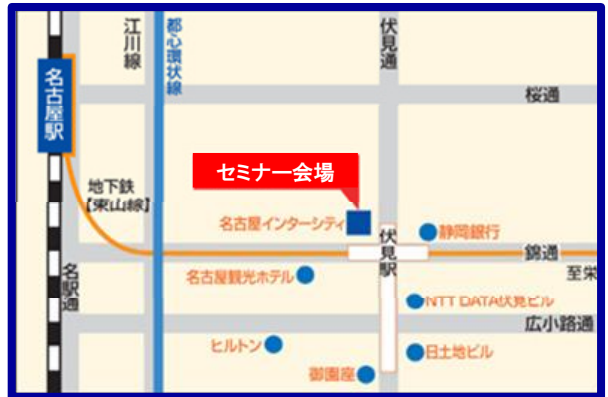 江川線
都心環状線
伏見通
名古屋駅
桜通
セミナー会場
地下鉄
【東山線】
名古屋インターシティ
伏見駅
静岡銀行
錦通
至栄
名駅通
名古屋観光ホテル
NTT DATA伏見ビル
広小路通
ヒルトン
日土地ビル
御園座